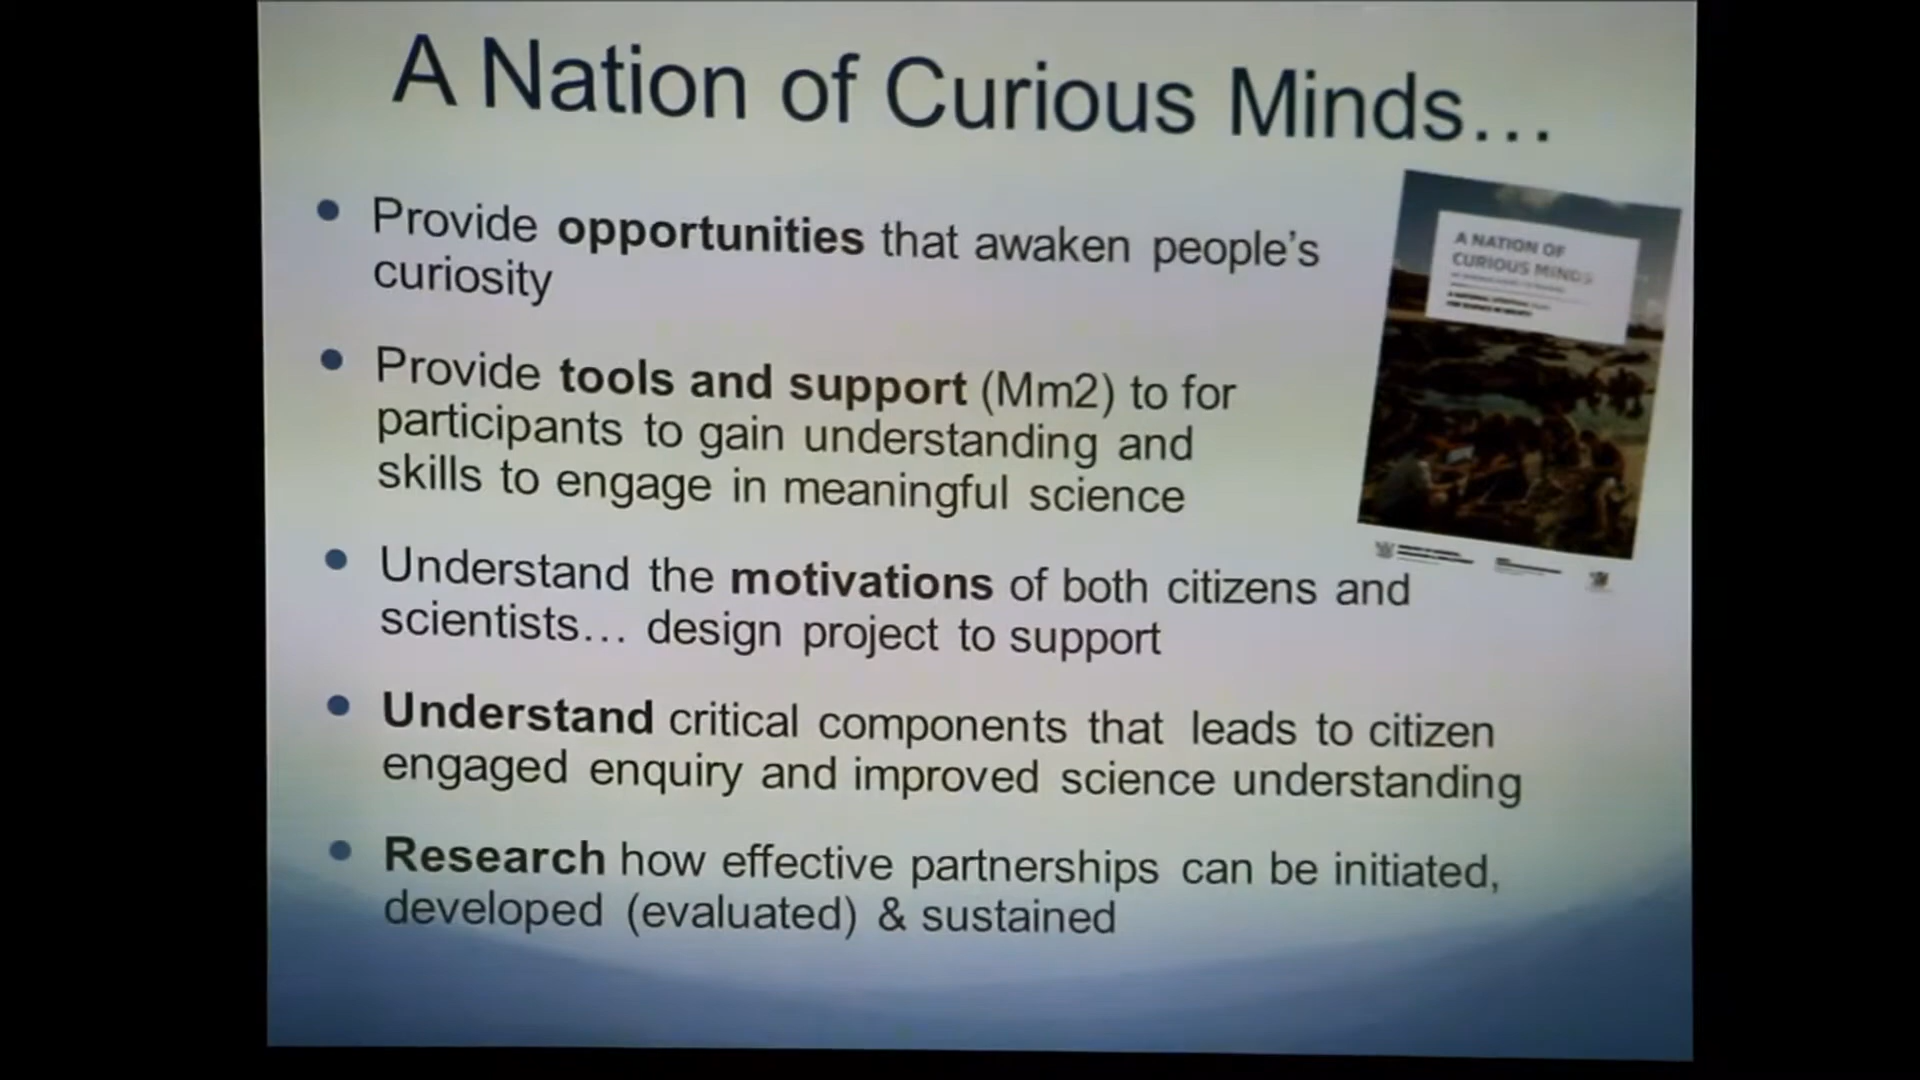 A Nation of Curious Minds...
• Provide opportunities that awaken people's
curiosity
• Provide tools and support (Mm2) to for
participants to gain understanding and
skills to engage in meaningful science
• Understand the motivations of both citizens and
scientists... design project to support
• Understand critical components that leads to citizen
engaged enquiry and improved science understanding
• Research how effective partnerships can be initiated,
developed (evaluated) & sustained
A NATION OF
CURIOUS MINDS